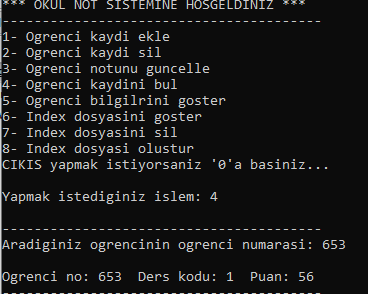 *** OKUL NOT SISTEMINE HOSGELDINIZ ***
----------------------------------------
1- Ogrenci kaydi ekle
2- Ogrenci kaydi sil
3- Ogrenci notunu guncelle
4- Ogrenci kaydini bul
5- Ogrenci bilgilrini goster
6- Index dosyasini goster
7- Index dosyasini sil
8- Index dosyasi olustur
CIKIS yapmak istiyorsaniz '0'a basiniz...
Yapmak istediginiz islem: 4
----------------------------------------
Aradiginiz ogrencinin ogrenci numarasi: 653
Ogrenci no: 653  Ders kodu: 1  Puan: 56
----------------------------------------